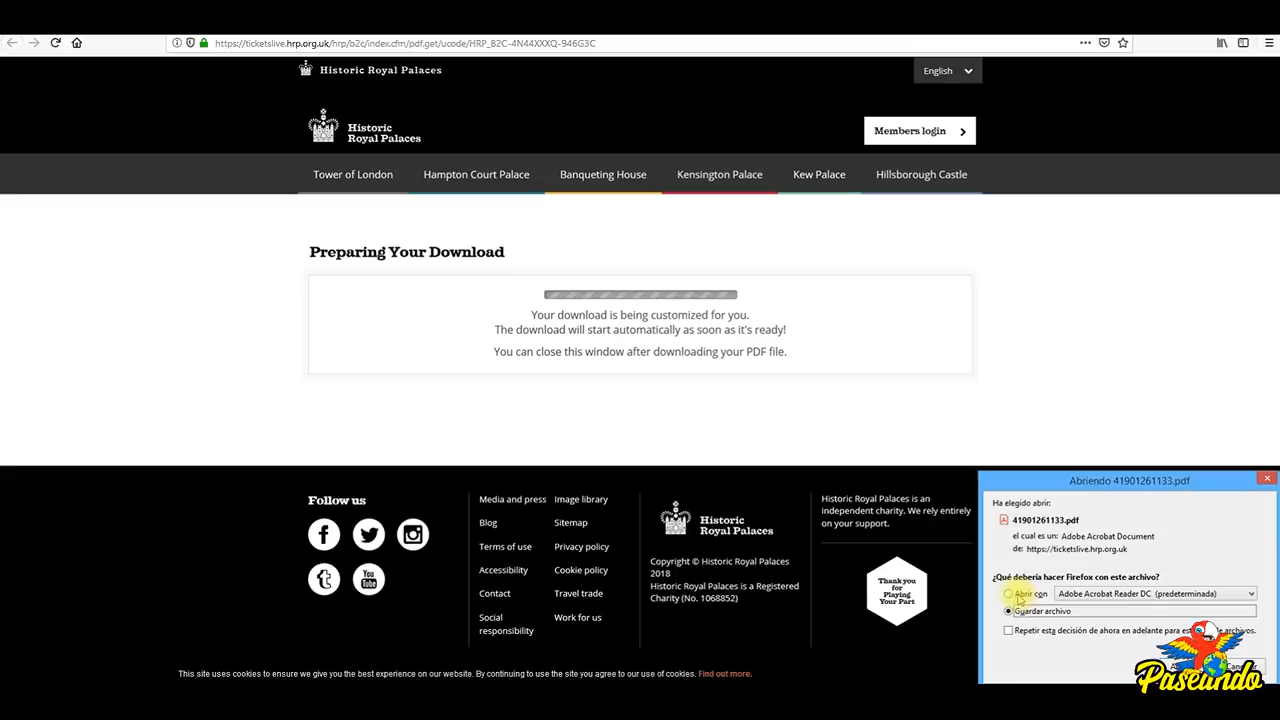 https://ticketslive.hrp.org.uk/hrp/b2c/index.cfm/pdf.get/ucode/HRP_B2C-4N44XXXQ-946G3C
Historic Royal Palaces
English
Historic
Royal Palaces
Members login
Tower of London
Hampton Court Palace
Banqueting House
Kensington Palace
Kew Palace
Hillsborough Castle
Preparing Your Download
Your download is being customized for you.
The download will start automatically as soon as it's ready!
You can close this window after downloading your PDF file.
Follow us
Media and press
Blog
Terms of use
Accessibility
Contact
Social
responsibility
Image library
Sitemap
Privacy policy
Cookie policy
Travel trade
Work for us
Historic
Royal Palaces
Copyright © Historic Royal Palaces
2018
Historic Royal Palaces is a Registered
Charity (No. 1068852)
Historic Royal Palaces is an
independent charity. We rely entirely
on your support.
Thank you
for
Playing
Your Part
This site uses cookies to ensure we give you the best experience on our website. By continuing to use the site you agree to our use of cookies. Find out more.
Abriendo 41901261133.pdf
Ha elegido abrir:
41901261133.pdf
el cual es un: Adobe Acrobat Document
de: https://ticketslive.hrp.org.uk
¿Qué debería hacer Firefox con este archivo?
Abrir con
Adobe Acrobat Reader DC (predeterminada)
Guardar archivo
Repetir esta decisión de ahora en adelante para archivos.
Paseando